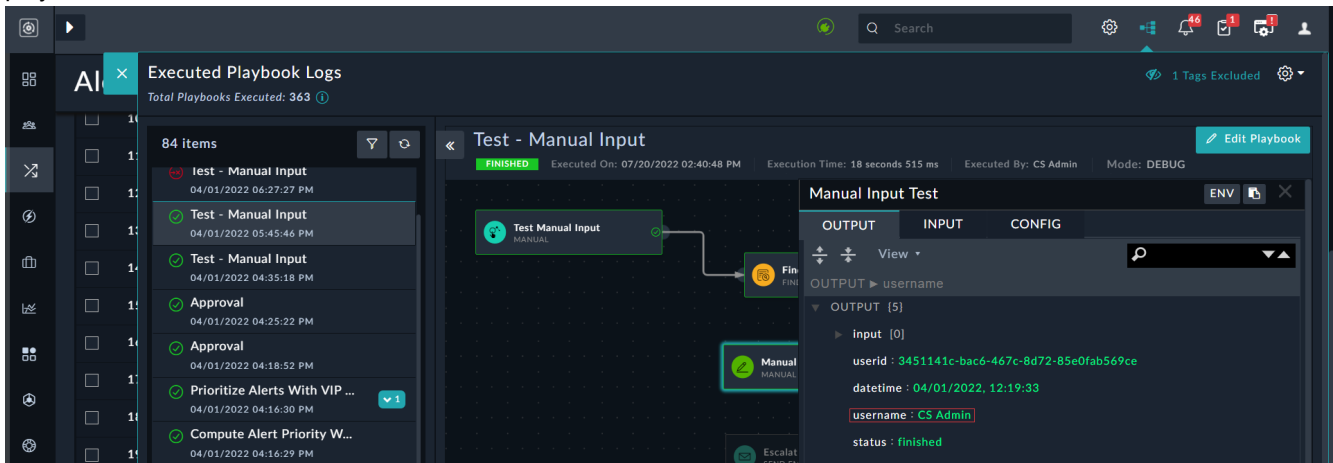 Search
46
1
!
Al
Executed Playbook Logs
Total Playbooks Executed: 363
1 Tags Excluded
84 items
Test - Manual Input
04/01/2022 06:27:27 PM
Test - Manual Input
04/01/2022 05:45:46 PM
Test - Manual Input
04/01/2022 04:35:18 PM
Approval
04/01/2022 04:25:22 PM
Approval
04/01/2022 04:18:52 PM
Prioritize Alerts With VIP ...
04/01/2022 04:16:30 PM
1
Compute Alert Priority W...
04/01/2022 04:16:29 PM
Test - Manual Input
Edit Playbook
FINISHED Executed On: 07/20/2022 02:40:48 PM Execution Time: 18 seconds 515 ms Executed By: CS Admin Mode: DEBUG
Test Manual Input
MANUAL
Fin
FIND
Manual
MANUAL
Escalat
Manual Input Test
ENV
OUTPUT INPUT CONFIG
View
OUTPUT ► username
OUTPUT {5}
input [0]
userid : 3451141c-bac6-467c-8d72-85e0fab569ce
datetime : 04/01/2022, 12:19:33
username : CS Admin
status : finished